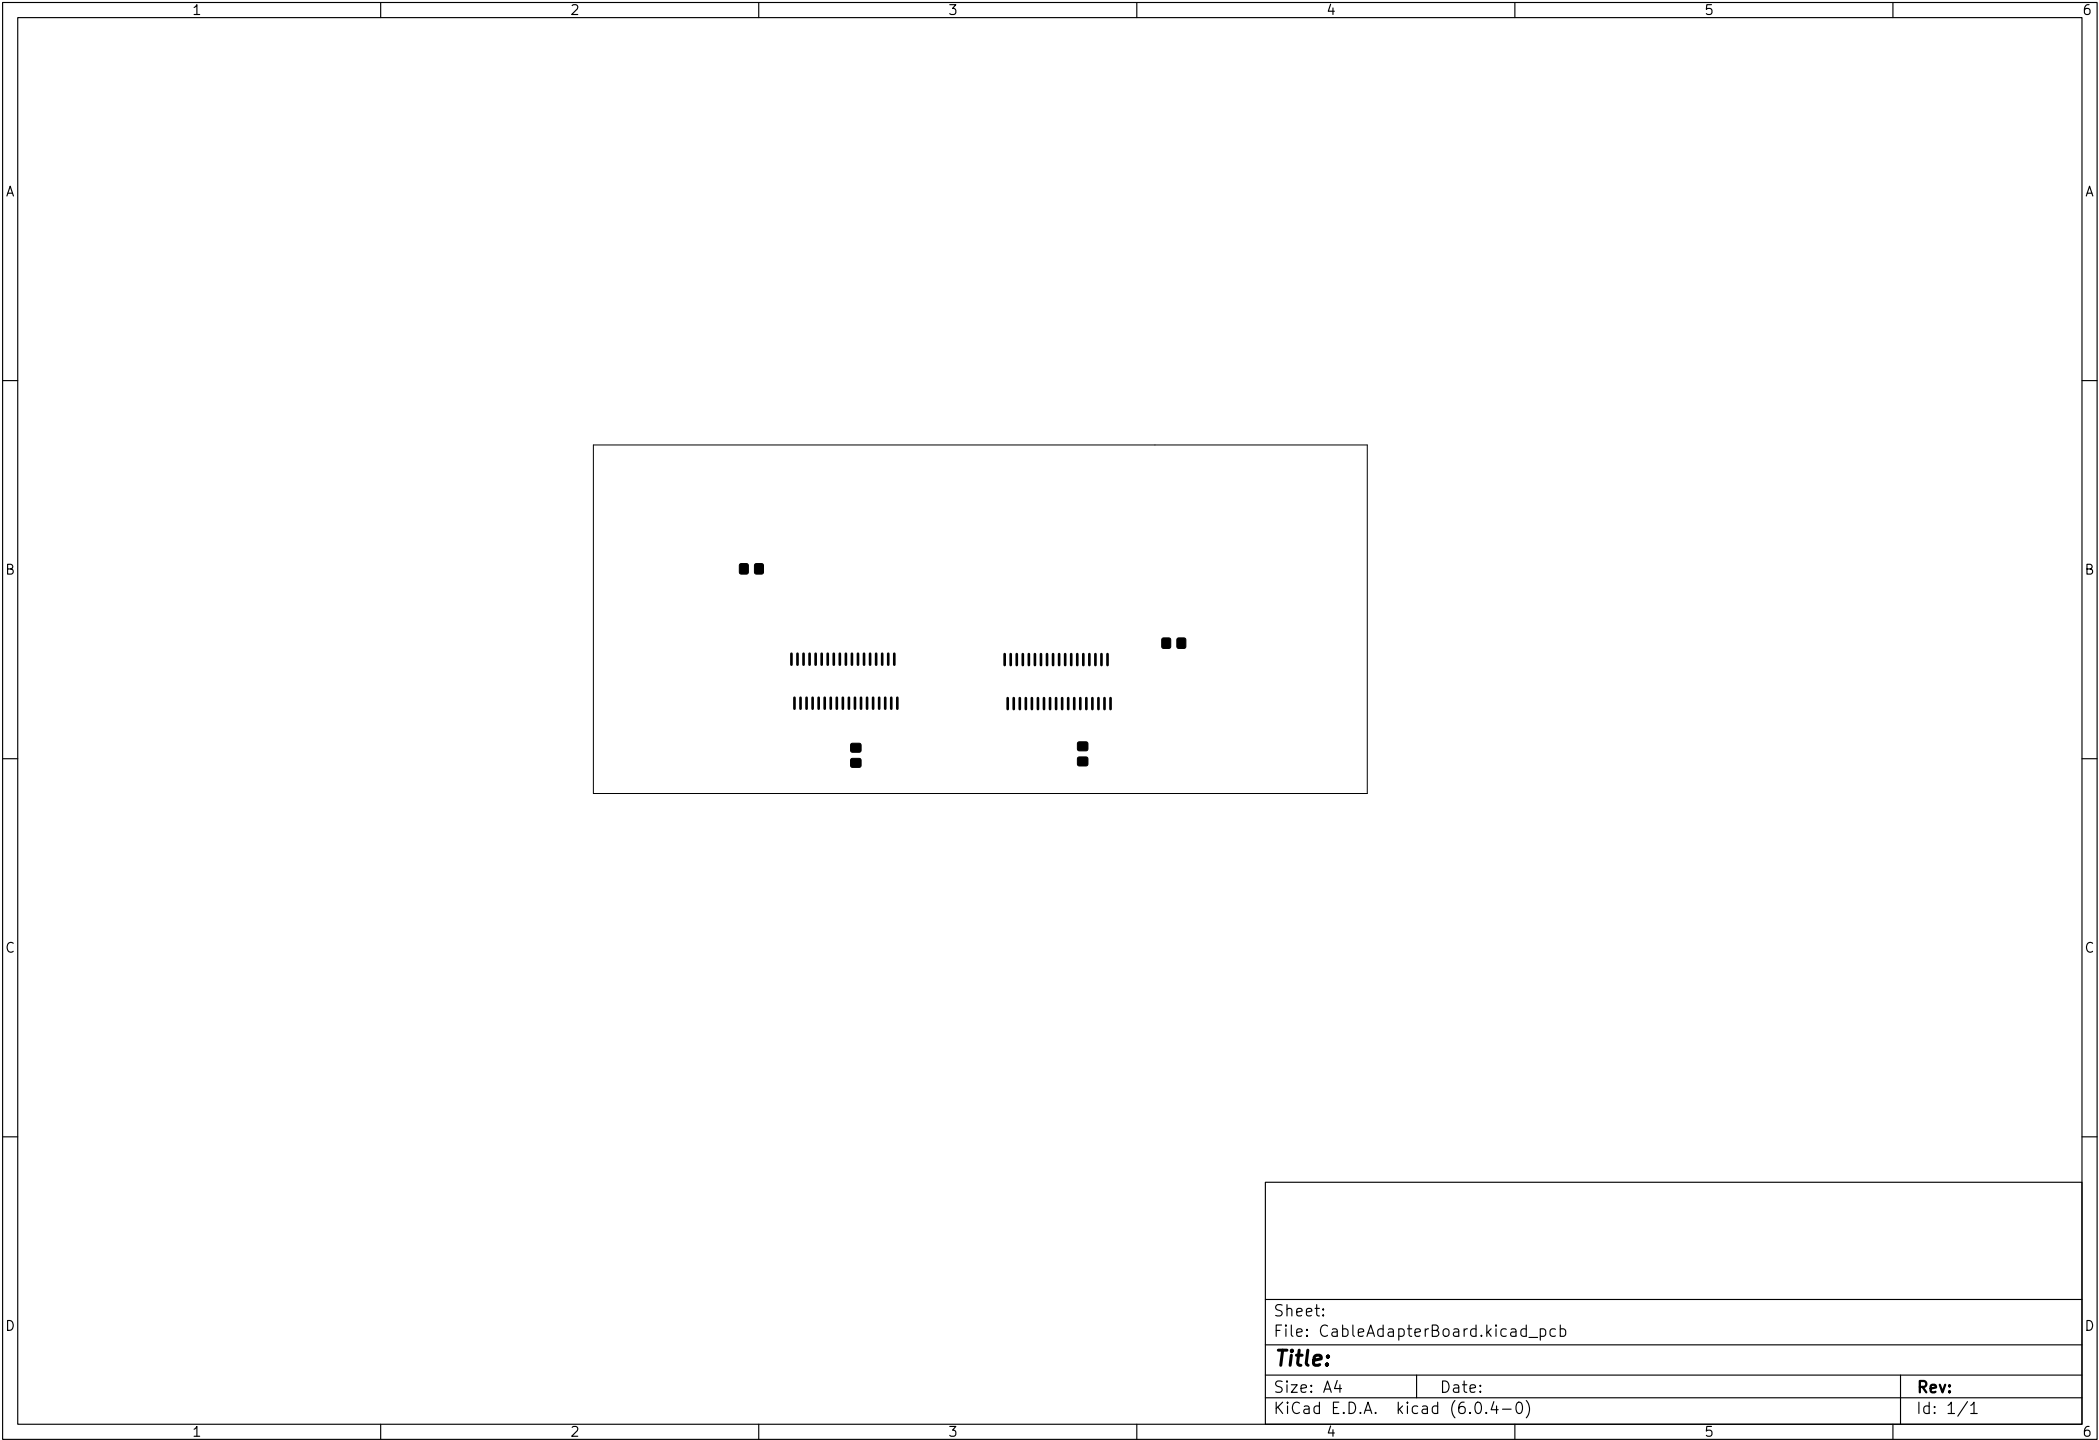 1 2 3 4 5 6
A A
B B
C C
D D
Sheet:
File: CableAdapterBoard.kicad_pcb
Title:
Size: A4 Date: Rev:
KiCad E.D.A. kicad (6.0.4-0) Id: 1/1
1 2 3 4 5 6